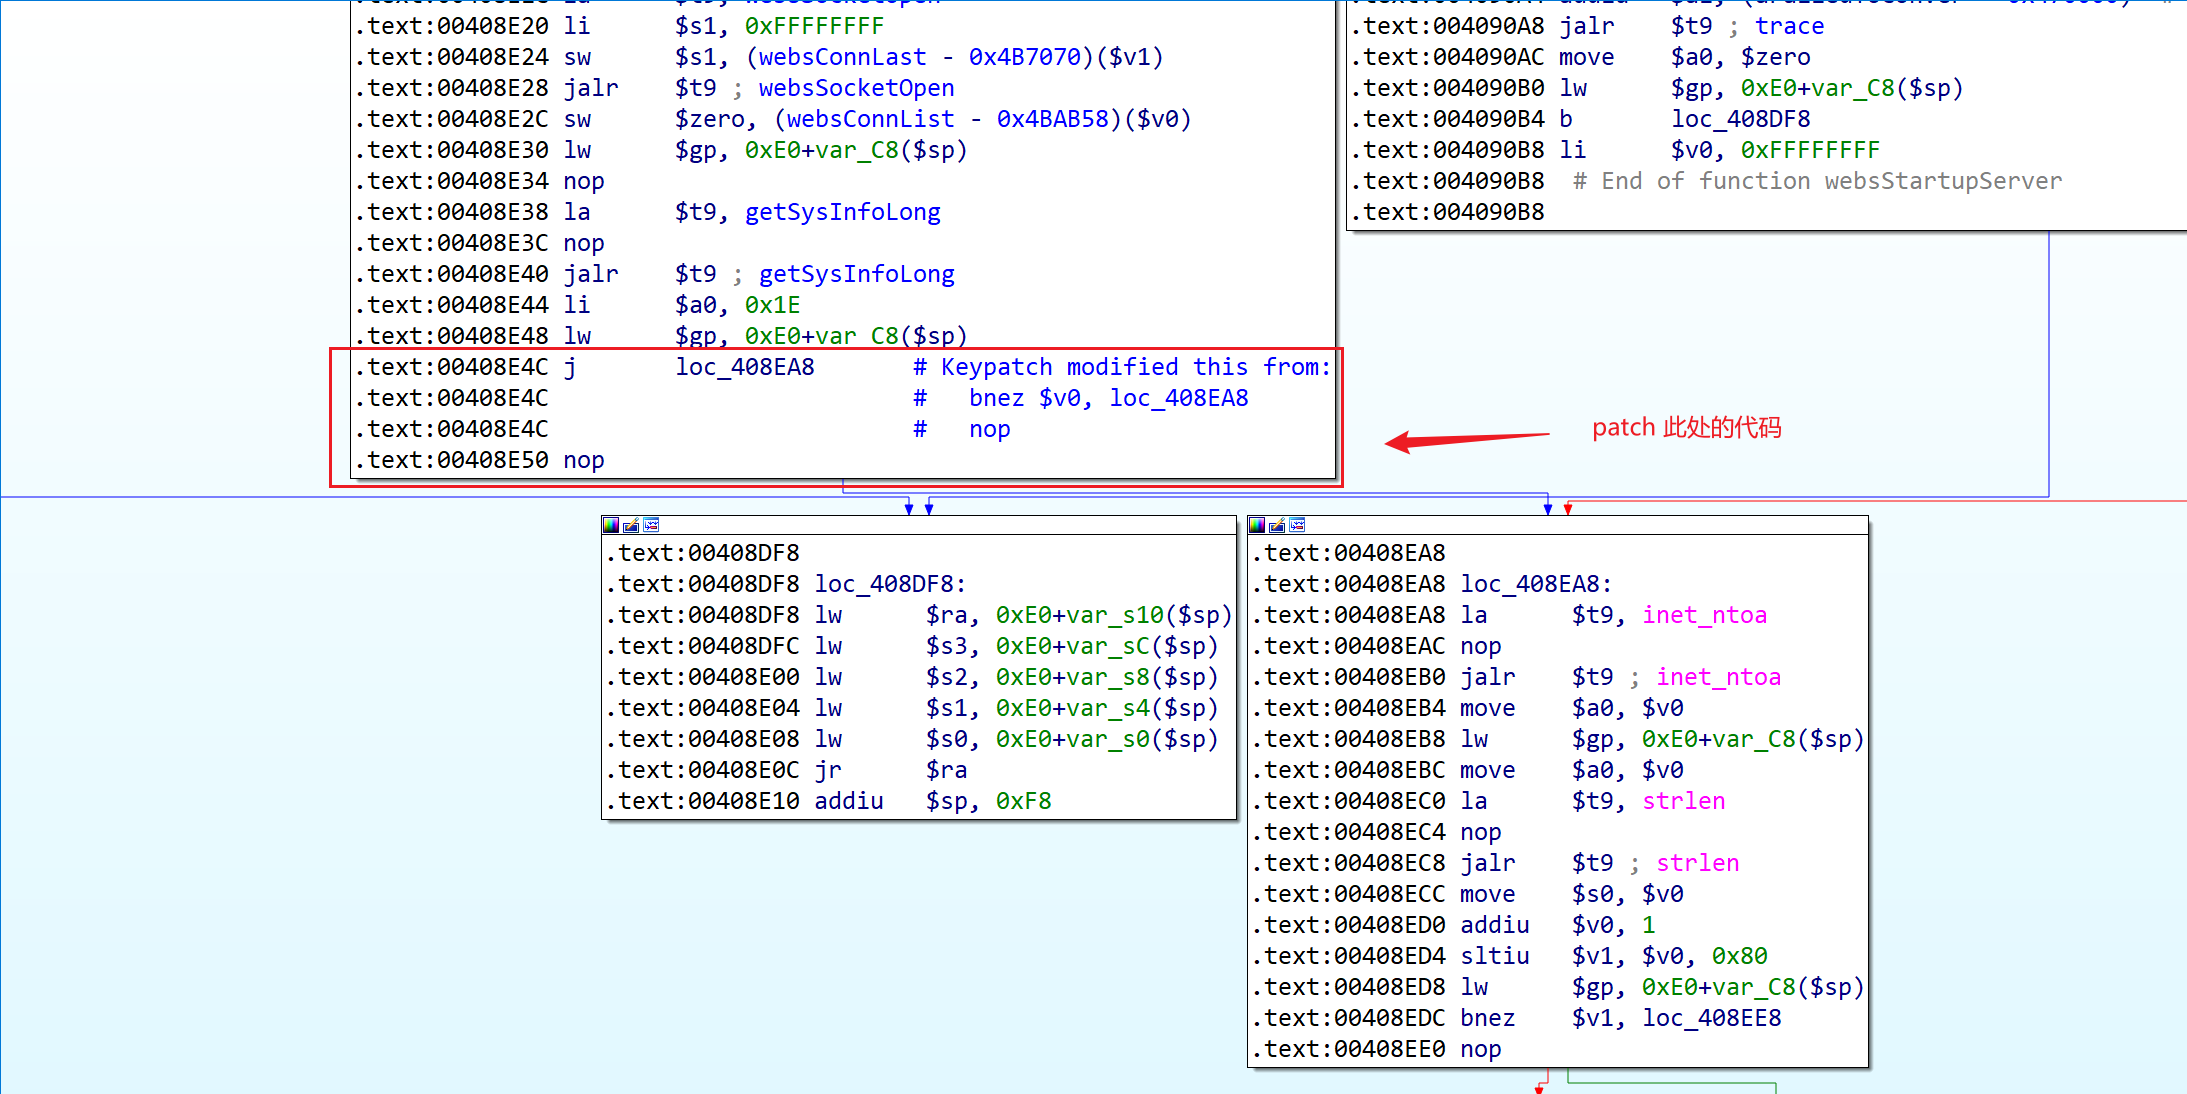 .text:00408E20 li $s1, 0xFFFFFFFF
.text:00408E24 sw $s1, (websConnLast - 0x4B7070)($v1)
.text:00408E28 jalr $t9 ; websSocketOpen
.text:00408E2C sw $zero, (websConnList - 0x4BAB58)($v0)
.text:00408E30 lw $gp, 0xE0+var_C8($sp)
.text:00408E34 nop
.text:00408E38 la $t9, getSysInfoLong
.text:00408E3C nop
.text:00408E40 jalr $t9 ; getSysInfoLong
.text:00408E44 li $a0, 0x1E
.text:00408E48 lw $gp, 0xE0+var_C8($sp)
.text:00408E4C j loc_408EA8 # Keypatch modified this from:
.text:00408E4C # bnez $v0, loc_408EA8
.text:00408E4C # nop
.text:00408E50 nop
.text:004090A8 jalr $t9 ; trace
.text:004090AC move $a0, $zero
.text:004090B0 lw $gp, 0xE0+var_C8($sp)
.text:004090B4 b loc_408DF8
.text:004090B8 li $v0, 0xFFFFFFFF
.text:004090B8 # End of function websStartupServer
.text:004090B8
patch 此处的代码
.text:00408DF8
.text:00408DF8 loc_408DF8:
.text:00408DF8 lw $ra, 0xE0+var_s10($sp)
.text:00408DFC lw $s3, 0xE0+var_sC($sp)
.text:00408E00 lw $s2, 0xE0+var_s8($sp)
.text:00408E04 lw $s1, 0xE0+var_s4($sp)
.text:00408E08 lw $s0, 0xE0+var_s0($sp)
.text:00408E0C jr $ra
.text:00408E10 addiu $sp, 0xF8
.text:00408EA8
.text:00408EA8 loc_408EA8:
.text:00408EA8 la $t9, inet_ntoa
.text:00408EAC nop
.text:00408EB0 jalr $t9 ; inet_ntoa
.text:00408EB4 move $a0, $v0
.text:00408EB8 lw $gp, 0xE0+var_C8($sp)
.text:00408EBC move $a0, $v0
.text:00408EC0 la $t9, strlen
.text:00408EC4 nop
.text:00408EC8 jalr $t9 ; strlen
.text:00408ECC move $s0, $v0
.text:00408ED0 addiu $v0, 1
.text:00408ED4 sltiu $v1, $v0, 0x80
.text:00408ED8 lw $gp, 0xE0+var_C8($sp)
.text:00408EDC bnez $v1, loc_408EE8
.text:00408EE0 nop